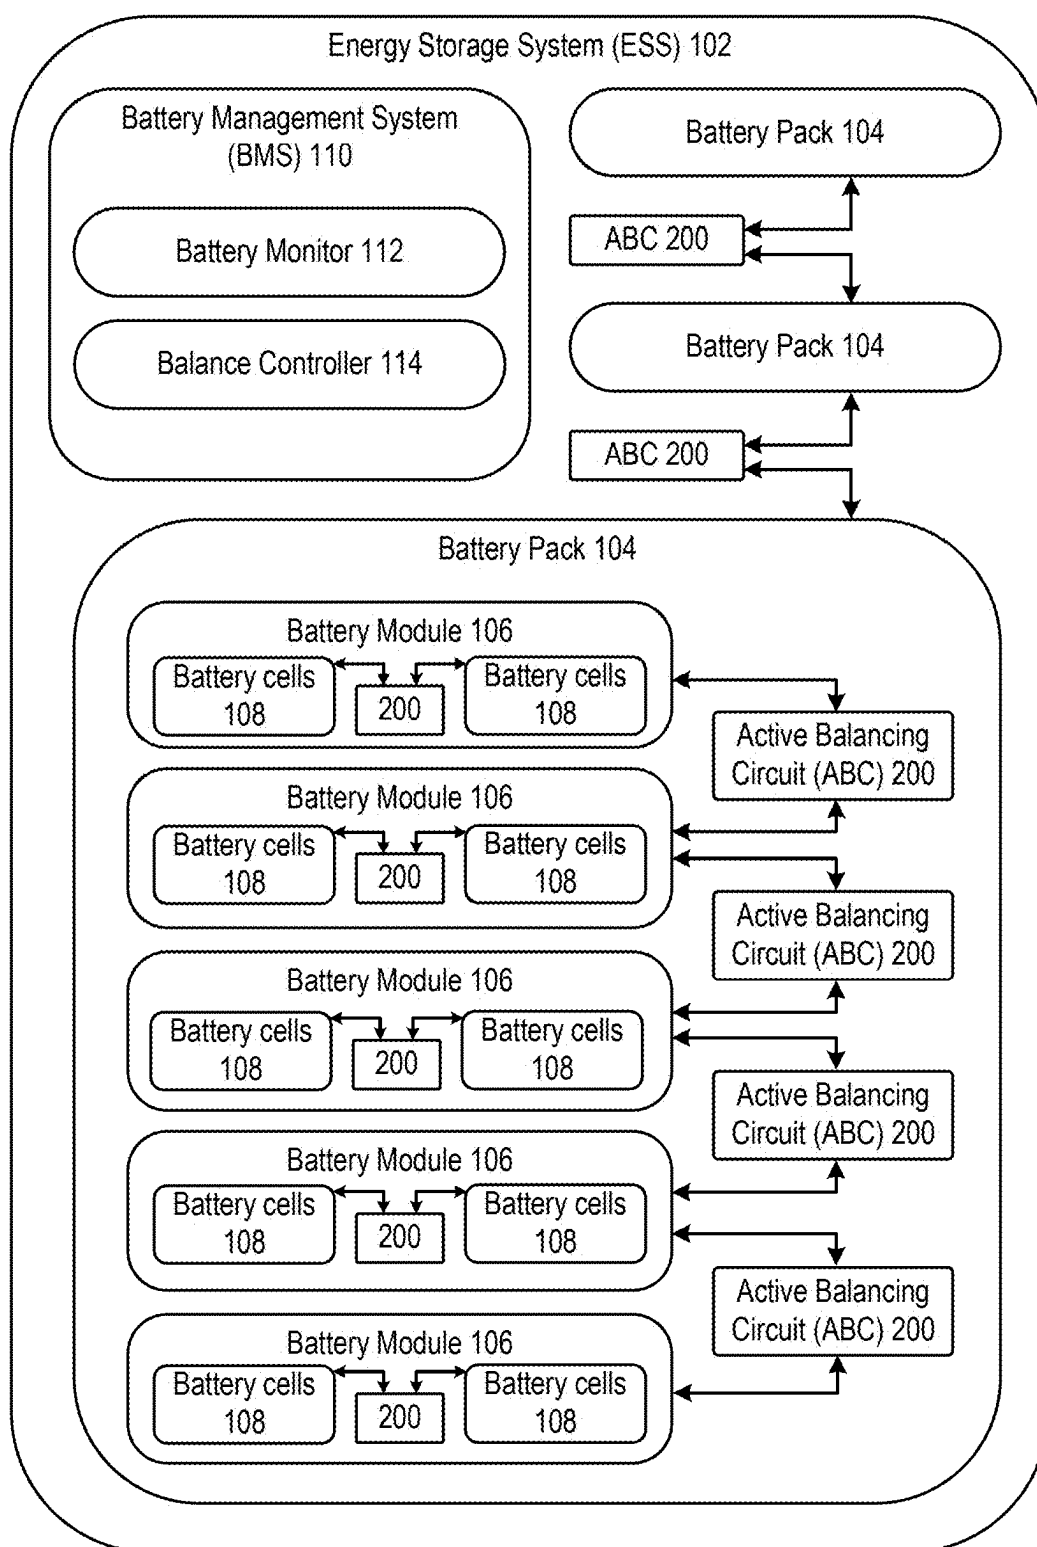 Energy Storage System (ESS) 102
Battery Management System
(BMS) 110
Battery Monitor 112
Balance Controller 114
Battery Pack 104
ABC 200
Battery Pack 104
ABC 200
Battery Pack 104
Battery Module 106
Battery cells
108
200
Battery cells
108
Active Balancing
Circuit (ABC) 200
Battery Module 106
Battery cells
108
200
Battery cells
108
Active Balancing
Circuit (ABC) 200
Battery Module 106
Battery cells
108
200
Battery cells
108
Active Balancing
Circuit (ABC) 200
Battery Module 106
Battery cells
108
200
Battery cells
108
Active Balancing
Circuit (ABC) 200
Battery Module 106
Battery cells
108
200
Battery cells
108